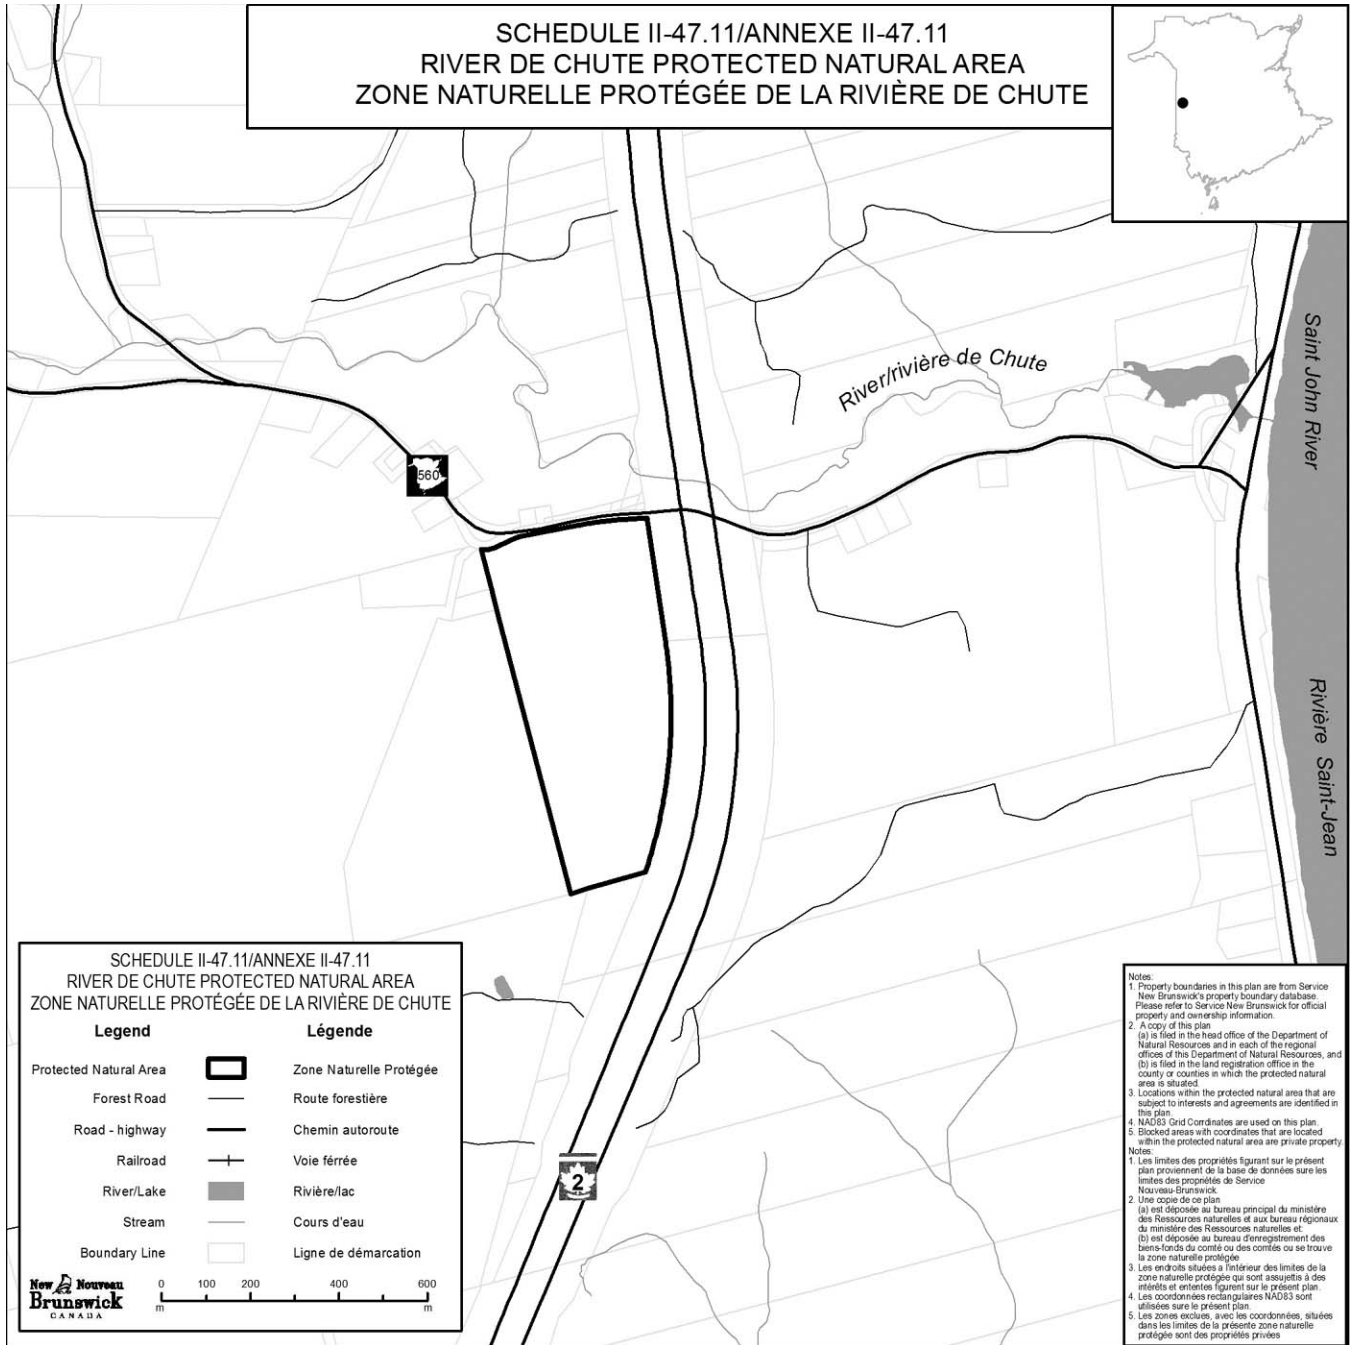 SCHEDULE II-47.11/ANNEXE II-47.11
RIVER DE CHUTE PROTECTED NATURAL AREA
ZONE NATURELLE PROTÉGÉE DE LA RIVIÈRE DE CHUTE
River/rivière de Chute
Saint John River
560
Rivière Saint-Jean
2
SCHEDULE II-47.11/ANNEXE II-47.11
RIVER DE CHUTE PROTECTED NATURAL AREA
ZONE NATURELLE PROTÉGÉE DE LA RIVIÈRE DE CHUTE
Legend Légende
Protected Natural Area Zone Naturelle Protégée
Forest Road Route forestière
Road - highway Chemin autoroute
Railroad Voie férrée
River/Lake Rivière/lac
Stream Cours d'eau
Boundary Line Ligne de démarcation
New Nouveau
Brunswick
CANADA
0 100 200 400 600
m m
Notes:
1. Property boundaries in this plan are from Service
New Brunswick's property boundary database.
Please refer to Service New Brunswick for official
property and ownership information.
2. A copy of this plan
(a) is filed in the head office of the Department of
Natural Resources and in each of the regional
offices of this Department of Natural Resources, and
(b) is filed in the land registration offfice in the
county or counties in which the protected natural
area is situated.
3. Locations within the protected natural area that are
subject to interests and agreements are identified in
this plan.
4. NAD83 Grid Corrdinates are used on this plan.
5. Blocked areas with coordinates that are located
within the protected natural area are private property.
Notes:
1. Les limites des propriétés figurant sur le présent
plan proviennent de la base de données sure les
limites des propriétés de Service
Nouveau-Brunswick.
2. Une copie de ce plan
(a) est déposée au bureau principal du ministère
des Ressources naturelles et aux bureau régionaux
du ministère des Ressources naturelles et:
(b) est déposée au bureau d'enregistrement des
biens-fonds du comté ou des comtés ou se trouve
la zone naturelle protégée
3. Les endroits situées a l'intérieur des limites de la
zone naturelle protégée qui sont assujettis à des
intérêts et ententes figurent sur le présent plan.
4. Les coordonnées rectangulaires NAD83 sont
utilisées sure le présent plan.
5. Les zones exclues, avec les coordonnées, situées
dans les limites de la présente zone naturelle
protégée sont des propriétés privées